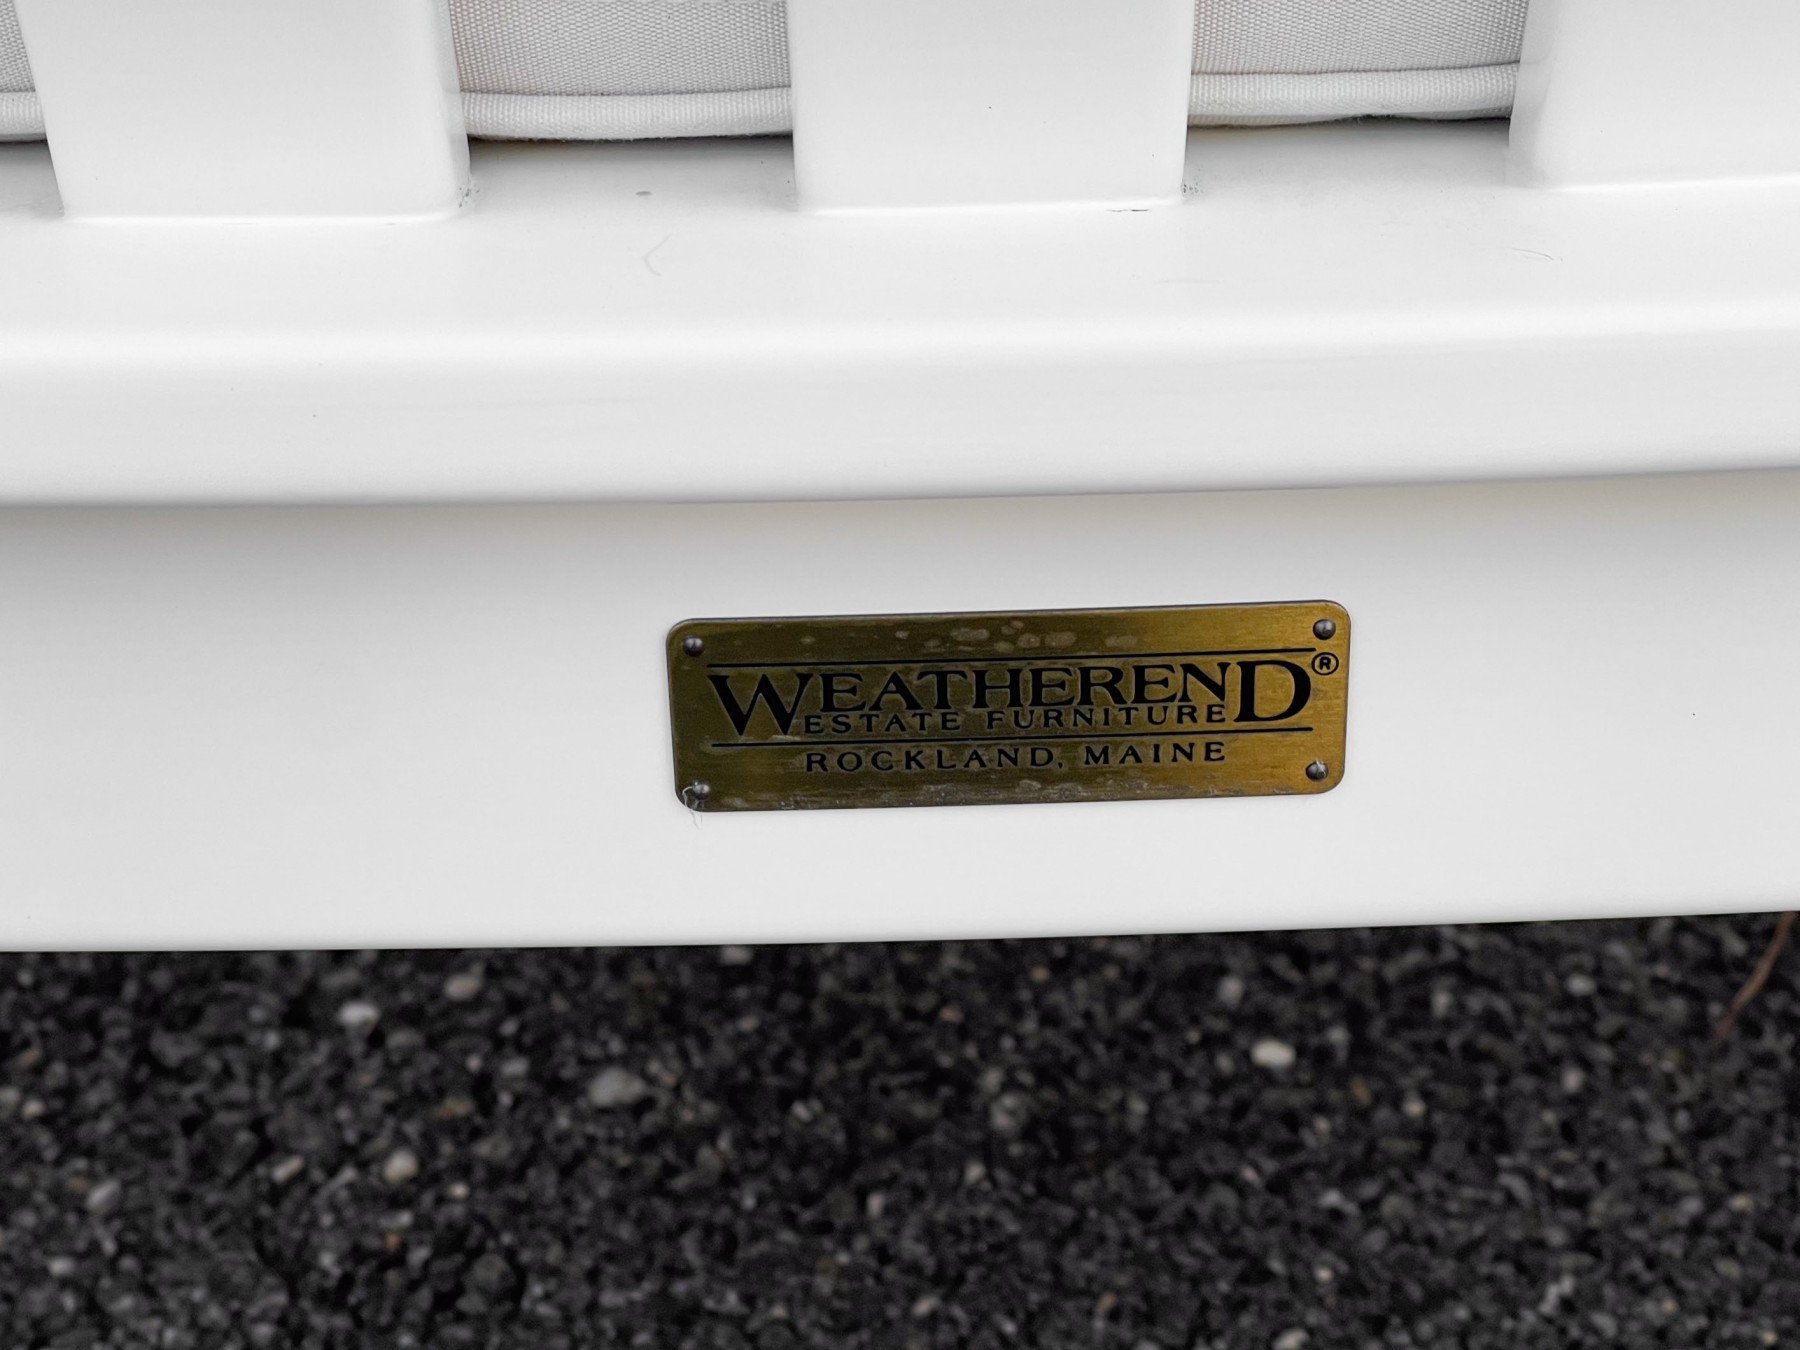 WEATHEREND®
ESTATE FURNITURE
ROCKLAND, MAINE